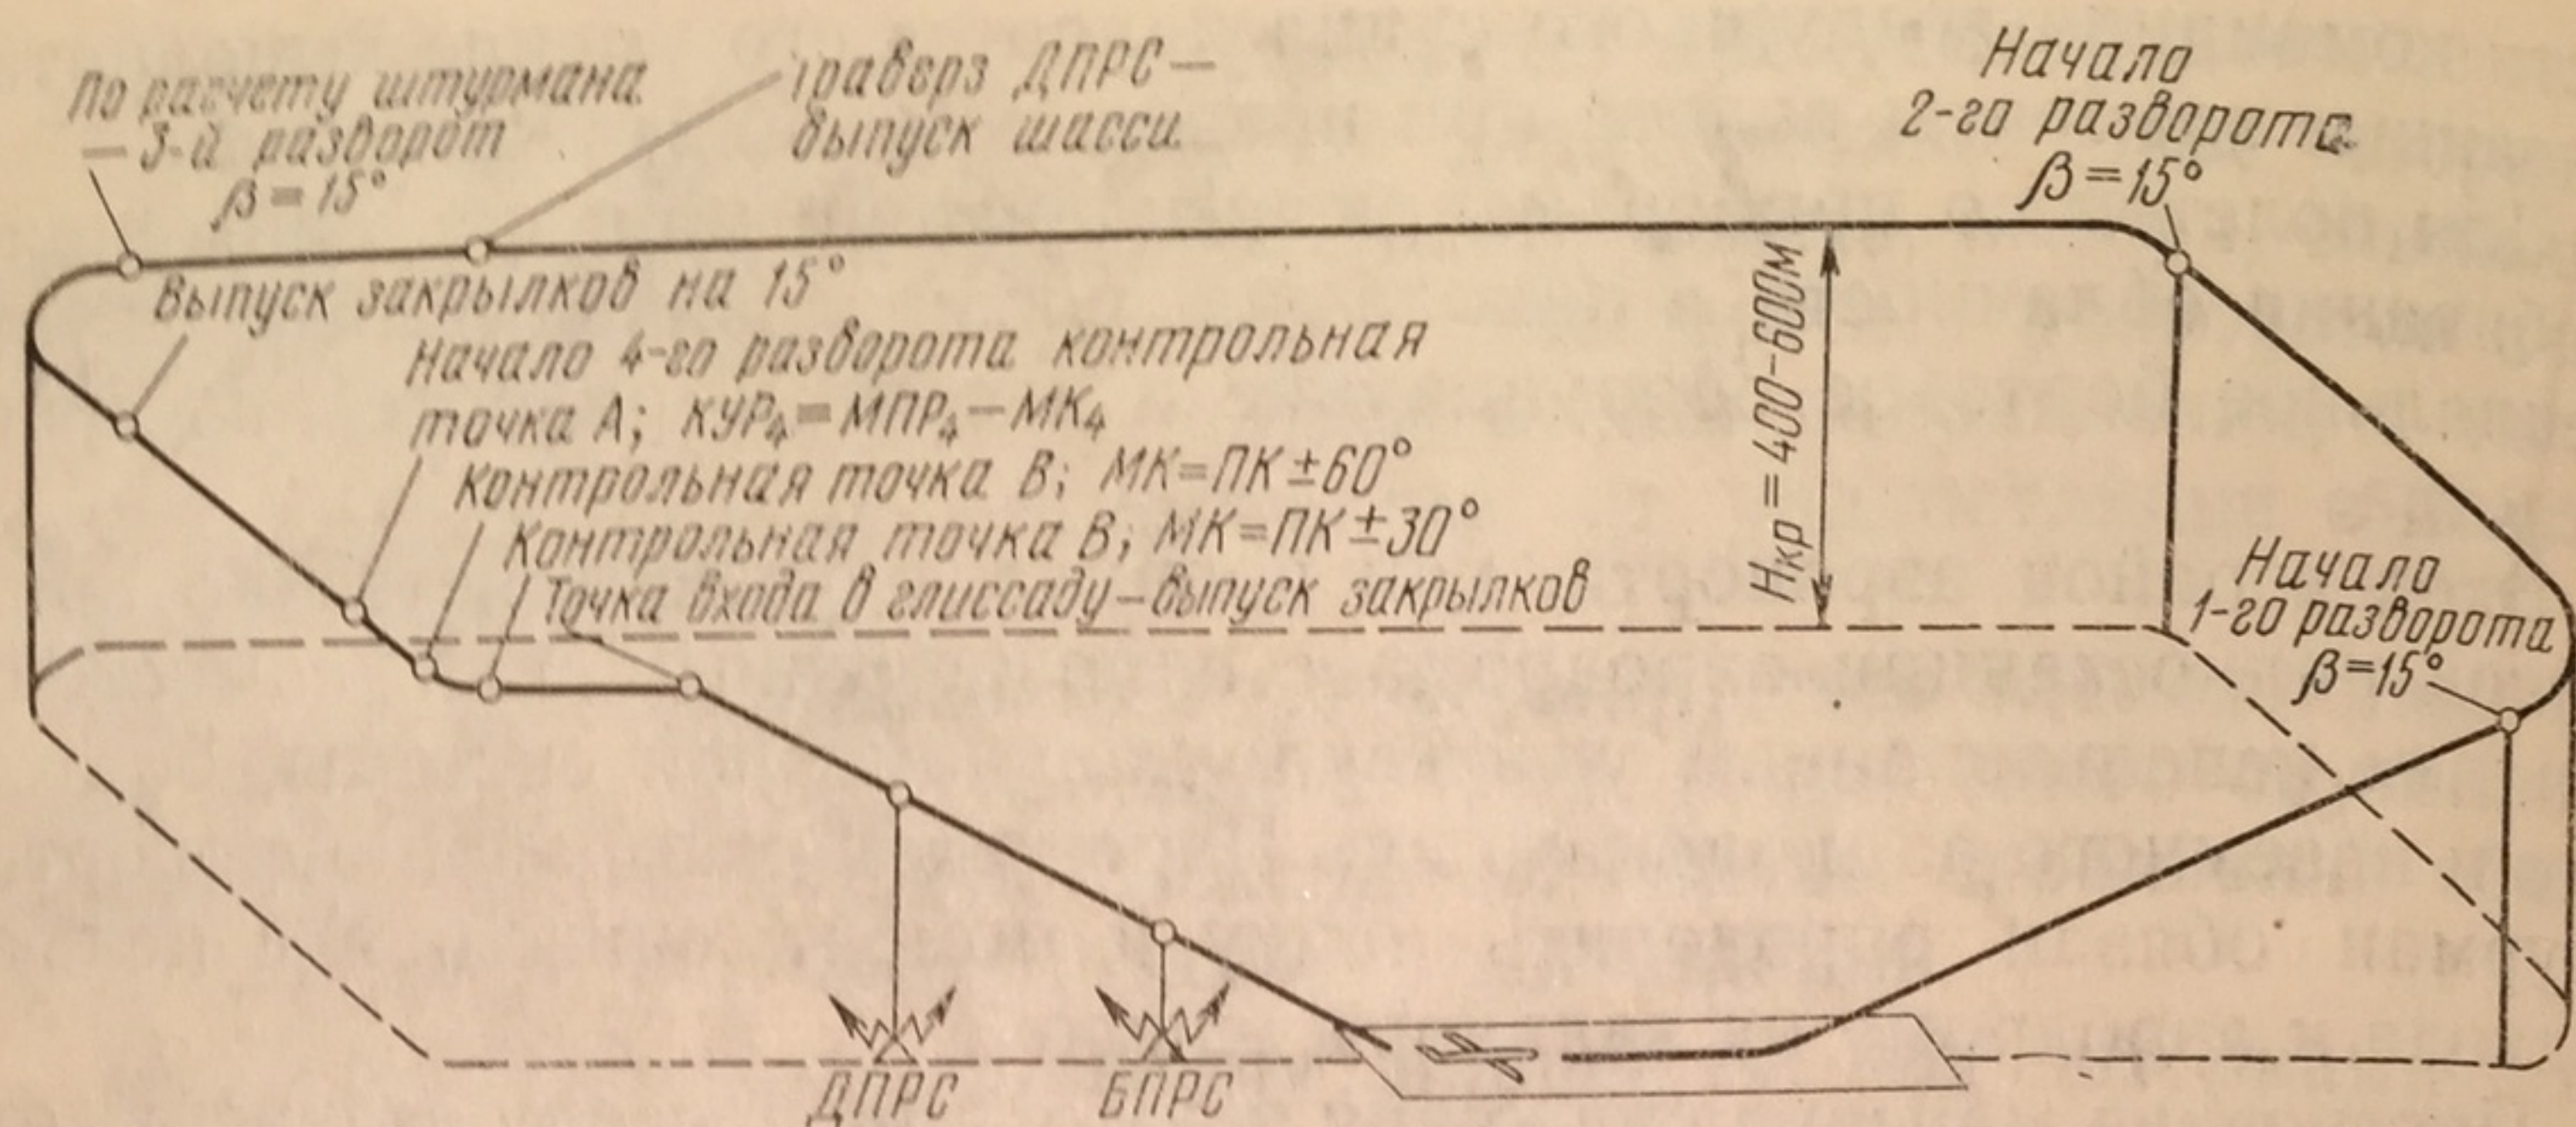 По расчету штурмана
— 3-й разворот
β = 15°
Траверз ДПРС —
выпуск шасси
Начало
2-го разворота
β = 15°
Выпуск закрылков на 15°
Начало 4-го разворота контрольная
точка А; КУР₄ = МПР₄ — МК₄
Контрольная точка Б; МК = ПК ± 60°
Контрольная точка В; МК = ПК ± 30°
Точка входа в глиссаду — выпуск закрылков
Нкр = 400-600м
Начало
1-го разворота
β = 15°
ДПРС
БПРС